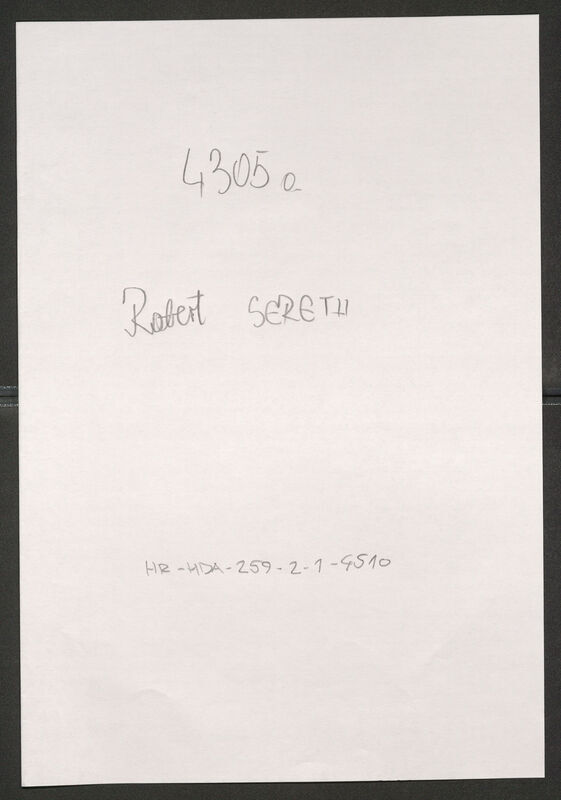 4305 a
Robert SERETH
HR-HDA-259-2-1-4510